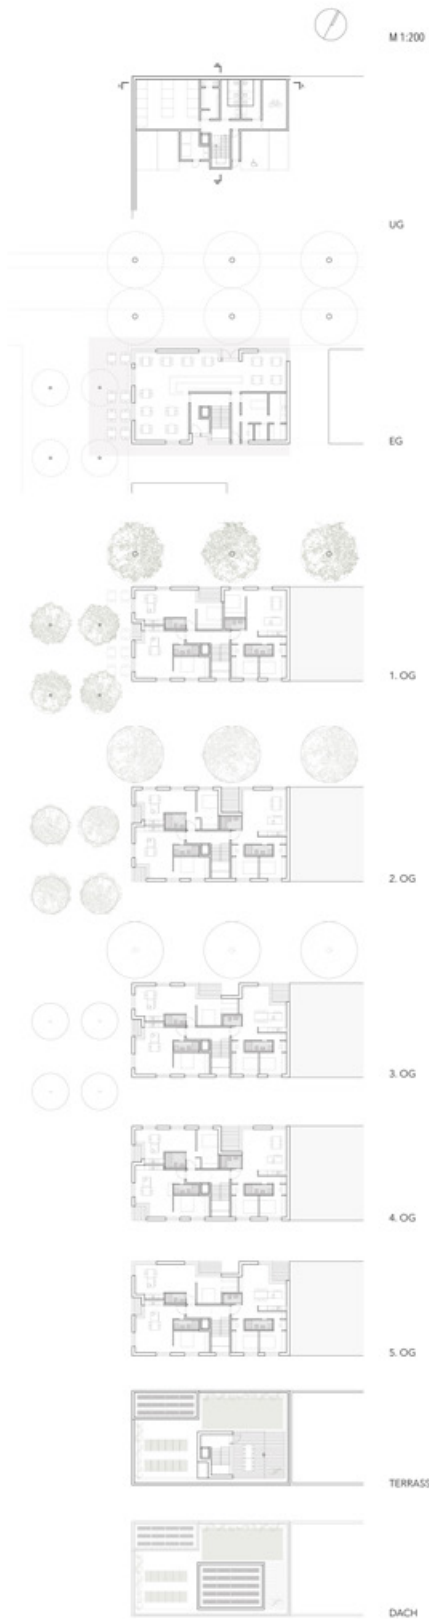 M 1:200
UG
EG
1. OG
2. OG
3. OG
4. OG
5. OG
TERRASS
DACH